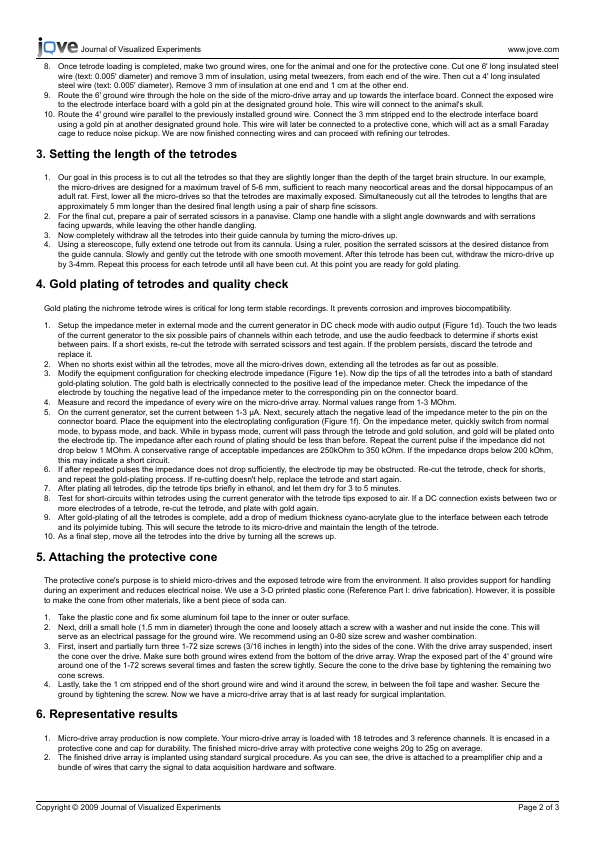 jove Journal of Visualized Experiments www.jove.com
8. Once tetrode loading is completed, make two ground wires, one for the animal and one for the protective cone. Cut one 6' long insulated steel
wire (text: 0.005' diameter) and remove 3 mm of insulation, using metal tweezers, from each end of the wire. Then cut a 4' long insulated
steel wire (text: 0.005' diameter). Remove 3 mm of insulation at one end and 1 cm at the other end.
9. Route the 6' ground wire through the hole on the side of the micro-drive array and up towards the interface board. Connect the exposed wire
to the electrode interface board with a gold pin at the designated ground hole. This wire will connect to the animal's skull.
10. Route the 4' ground wire parallel to the previously installed ground wire. Connect the 3 mm stripped end to the electrode interface board
using a gold pin at another designated ground hole. This wire will later be connected to a protective cone, which will act as a small Faraday
cage to reduce noise pickup. We are now finished connecting wires and can proceed with refining our tetrodes.
3. Setting the length of the tetrodes
1. Our goal in this process is to cut all the tetrodes so that they are slightly longer than the depth of the target brain structure. In our example,
the micro-drives are designed for a maximum travel of 5-6 mm, sufficient to reach many neocortical areas and the dorsal hippocampus of an
adult rat. First, lower all the micro-drives so that the tetrodes are maximally exposed. Simultaneously cut all the tetrodes to lengths that are
approximately 5 mm longer than the desired final length using a pair of sharp fine scissors.
2. For the final cut, prepare a pair of serrated scissors in a panavise. Clamp one handle with a slight angle downwards and with serrations
facing upwards, while leaving the other handle dangling.
3. Now completely withdraw all the tetrodes into their guide cannula by turning the micro-drives up.
4. Using a stereoscope, fully extend one tetrode out from its cannula. Using a ruler, position the serrated scissors at the desired distance from
the guide cannula. Slowly and gently cut the tetrode with one smooth movement. After this tetrode has been cut, withdraw the micro-drive up
by 3-4mm. Repeat this process for each tetrode until all have been cut. At this point you are ready for gold plating.
4. Gold plating of tetrodes and quality check
Gold plating the nichrome tetrode wires is critical for long term stable recordings. It prevents corrosion and improves biocompatibility.
1. Setup the impedance meter in external mode and the current generator in DC check mode with audio output (Figure 1d). Touch the two leads
of the current generator to the six possible pairs of channels within each tetrode, and use the audio feedback to determine if shorts exist
between pairs. If a short exists, re-cut the tetrode with serrated scissors and test again. If the problem persists, discard the tetrode and
replace it.
2. When no shorts exist within all the tetrodes, move all the micro-drives down, extending all the tetrodes as far out as possible.
3. Modify the equipment configuration for checking electrode impedance (Figure 1e). Now dip the tips of all the tetrodes into a bath of standard
gold-plating solution. The gold bath is electrically connected to the positive lead of the impedance meter. Check the impedance of the
electrode by touching the negative lead of the impedance meter to the corresponding pin on the connector board.
4. Measure and record the impedance of every wire on the micro-drive array. Normal values range from 1-3 MOhm.
5. On the current generator, set the current between 1-3 µA. Next, securely attach the negative lead of the impedance meter to the pin on the
connector board. Place the equipment into the electroplating configuration (Figure 1f). On the impedance meter, quickly switch from normal
mode, to bypass mode, and back. While in bypass mode, current will pass through the tetrode and gold solution, and gold will be plated onto
the electrode tip. The impedance after each round of plating should be less than before. Repeat the current pulse if the impedance did not
drop below 1 MOhm. A conservative range of acceptable impedances are 250kOhm to 350 kOhm. If the impedance drops below 200 kOhm,
this may indicate a short circuit.
6. If after repeated pulses the impedance does not drop sufficiently, the electrode tip may be obstructed. Re-cut the tetrode, check for shorts,
and repeat the gold-plating process. If re-cutting doesn't help, replace the tetrode and start again.
7. After plating all tetrodes, dip the tetrode tips briefly in ethanol, and let them dry for 3 to 5 minutes.
8. Test for short-circuits within tetrodes using the current generator with the tetrode tips exposed to air. If a DC connection exists between two or
more electrodes of a tetrode, re-cut the tetrode, and plate with gold again.
9. After gold-plating of all the tetrodes is complete, add a drop of medium thickness cyano-acrylate glue to the interface between each tetrode
and its polyimide tubing. This will secure the tetrode to its micro-drive and maintain the length of the tetrode.
10. As a final step, move all the tetrodes into the drive by turning all the screws up.
5. Attaching the protective cone
The protective cone's purpose is to shield micro-drives and the exposed tetrode wire from the environment. It also provides support for handling
during an experiment and reduces electrical noise. We use a 3-D printed plastic cone (Reference Part I: drive fabrication). However, it is possible
to make the cone from other materials, like a bent piece of soda can.
1. Take the plastic cone and fix some aluminum foil tape to the inner or outer surface.
2. Next, drill a small hole (1.5 mm in diameter) through the cone and loosely attach a screw with a washer and nut inside the cone. This will
serve as an electrical passage for the ground wire. We recommend using an 0-80 size screw and washer combination.
3. First, insert and partially turn three 1-72 size screws (3/16 inches in length) into the sides of the cone. With the drive array suspended, insert
the cone over the drive. Make sure both ground wires extend from the bottom of the drive array. Wrap the exposed part of the 4' ground wire
around one of the 1-72 screws several times and fasten the screw tightly. Secure the cone to the drive base by tightening the remaining two
cone screws.
4. Lastly, take the 1 cm stripped end of the short ground wire and wind it around the screw, in between the foil tape and washer. Secure the
ground by tightening the screw. Now we have a micro-drive array that is at last ready for surgical implantation.
6. Representative results
1. Micro-drive array production is now complete. Your micro-drive array is loaded with 18 tetrodes and 3 reference channels. It is encased in a
protective cone and cap for durability. The finished micro-drive array with protective cone weighs 20g to 25g on average.
2. The finished drive array is implanted using standard surgical procedure. As you can see, the drive is attached to a preamplifier chip and a
bundle of wires that carry the signal to data acquisition hardware and software.
Copyright © 2009 Journal of Visualized Experiments Page 2 of 3